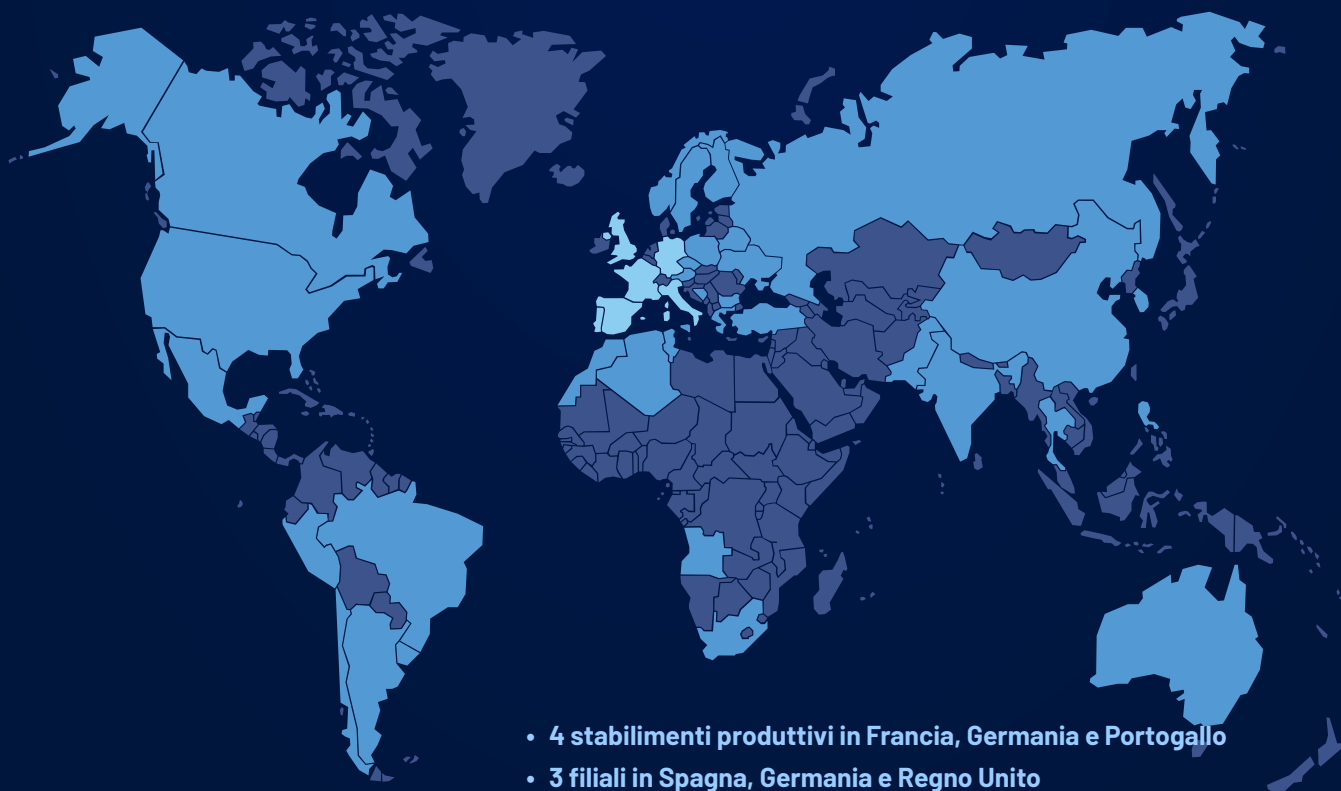 • 4 stabilimenti produttivi in Francia, Germania e Portogallo
• 3 filiali in Spagna, Germania e Regno Unito